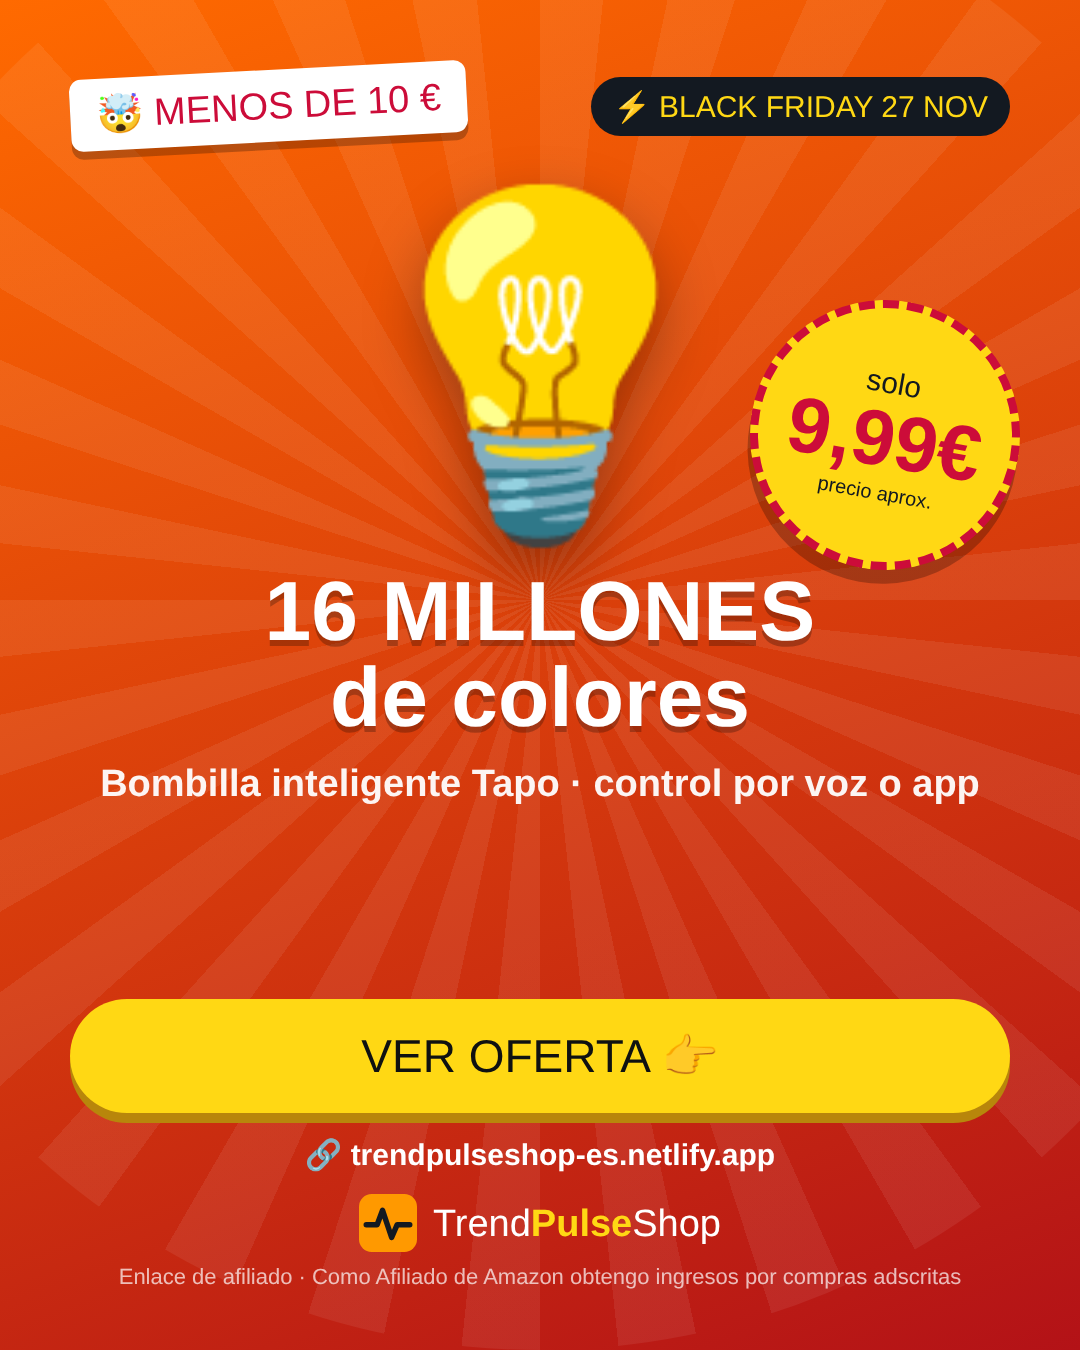 🤯 MENOS DE 10 €
⚡ BLACK FRIDAY 27 NOV
solo
9,99€
precio aprox.
16 MILLONES
de colores
Bombilla inteligente Tapo · control por voz o app
VER OFERTA 👉
🔗 trendpulseshop-es.netlify.app
TrendPulseShop
Enlace de afiliado · Como Afiliado de Amazon obtengo ingresos por compras adscritas